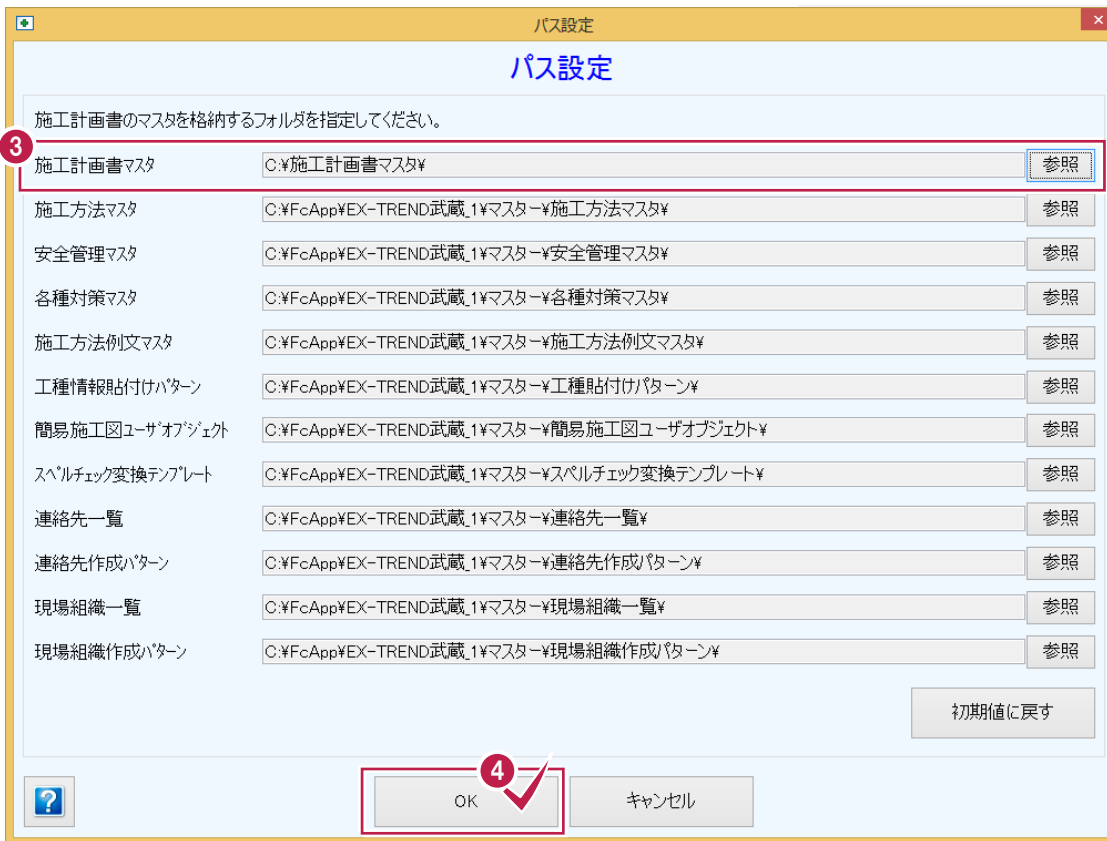 パス設定
パス設定
施工計画書のマスタを格納するフォルダを指定してください。
3
施工計画書マスタ C:¥施工計画書マスタ¥ 参照
施工方法マスタ C:¥FcApp¥EX-TREND武蔵_1¥マスター¥施工方法マスタ¥ 参照
安全管理マスタ C:¥FcApp¥EX-TREND武蔵_1¥マスター¥安全管理マスタ¥ 参照
各種対策マスタ C:¥FcApp¥EX-TREND武蔵_1¥マスター¥各種対策マスタ¥ 参照
施工方法例文マスタ C:¥FcApp¥EX-TREND武蔵_1¥マスター¥施工方法例文マスタ¥ 参照
工種情報貼付けパターン C:¥FcApp¥EX-TREND武蔵_1¥マスター¥工種貼付けパターン¥ 参照
簡易施工図ユーザオブジェクト C:¥FcApp¥EX-TREND武蔵_1¥マスター¥簡易施工図ユーザオブジェクト¥ 参照
スペルチェック変換テンプレート C:¥FcApp¥EX-TREND武蔵_1¥マスター¥スペルチェック変換テンプレート¥ 参照
連絡先一覧 C:¥FcApp¥EX-TREND武蔵_1¥マスター¥連絡先一覧¥ 参照
連絡先作成パターン C:¥FcApp¥EX-TREND武蔵_1¥マスター¥連絡先作成パターン¥ 参照
現場組織一覧 C:¥FcApp¥EX-TREND武蔵_1¥マスター¥現場組織一覧¥ 参照
現場組織作成パターン C:¥FcApp¥EX-TREND武蔵_1¥マスター¥現場組織作成パターン¥ 参照
初期値に戻す
4
? OK キャンセル